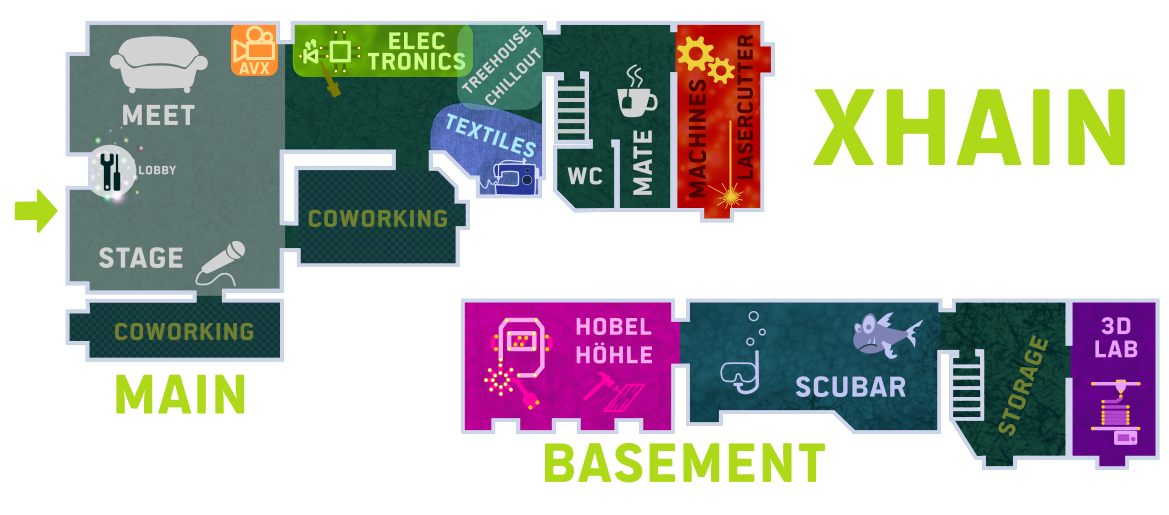 XHAIN
MEET
AVX
LOBBY
STAGE
COWORKING
ELEC
TRONICS
TREEHOUSE
CHILLOUT
TEXTILES
COWORKING
WC
MATE
MACHINES
LASERCUTTER
MAIN
HOBEL
HÖHLE
SCUBAR
STORAGE
3D
LAB
BASEMENT